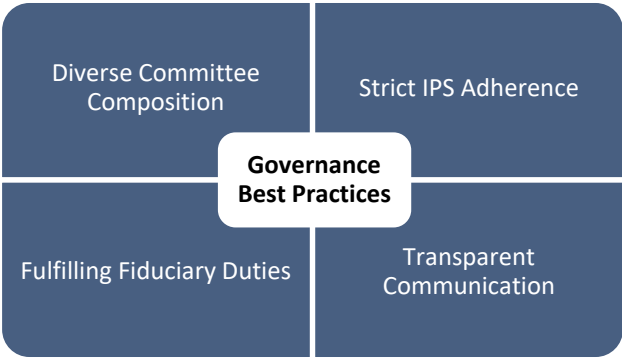 Diverse Committee
Composition
Strict IPS Adherence
Governance
Best Practices
Fulfilling Fiduciary Duties
Transparent
Communication